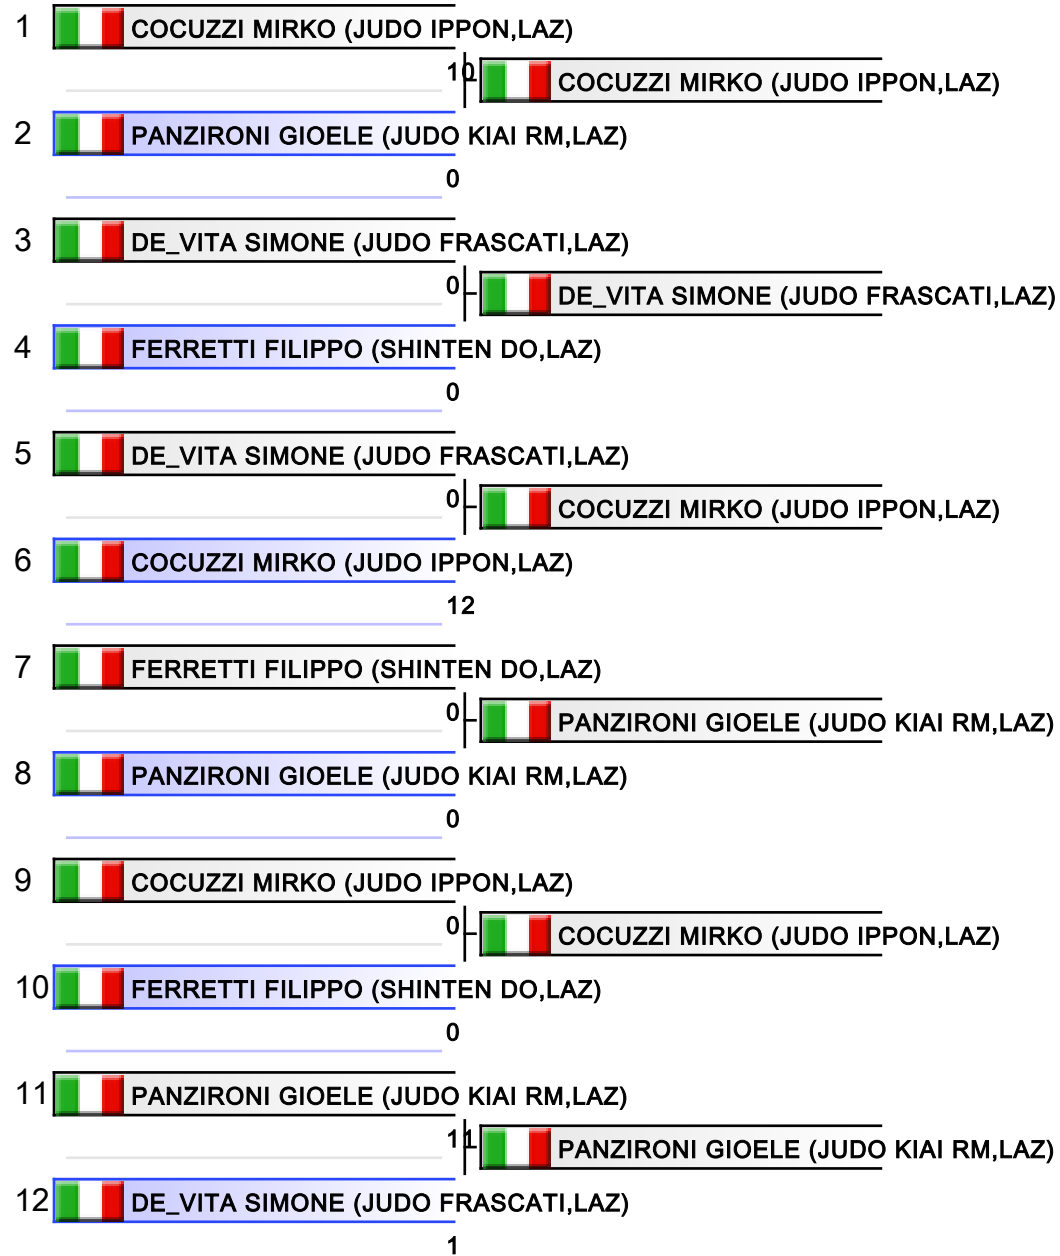 1 COCUZZI MIRKO (JUDO IPPON,LAZ)
10 COCUZZI MIRKO (JUDO IPPON,LAZ)
2 PANZIRONI GIOELE (JUDO KIAI RM,LAZ)
0
3 DE_VITA SIMONE (JUDO FRASCATI,LAZ)
0 DE_VITA SIMONE (JUDO FRASCATI,LAZ)
4 FERRETTI FILIPPO (SHINTEN DO,LAZ)
0
5 DE_VITA SIMONE (JUDO FRASCATI,LAZ)
0 COCUZZI MIRKO (JUDO IPPON,LAZ)
6 COCUZZI MIRKO (JUDO IPPON,LAZ)
12
7 FERRETTI FILIPPO (SHINTEN DO,LAZ)
0 PANZIRONI GIOELE (JUDO KIAI RM,LAZ)
8 PANZIRONI GIOELE (JUDO KIAI RM,LAZ)
0
9 COCUZZI MIRKO (JUDO IPPON,LAZ)
0 COCUZZI MIRKO (JUDO IPPON,LAZ)
10 FERRETTI FILIPPO (SHINTEN DO,LAZ)
0
11 PANZIRONI GIOELE (JUDO KIAI RM,LAZ)
11 PANZIRONI GIOELE (JUDO KIAI RM,LAZ)
12 DE_VITA SIMONE (JUDO FRASCATI,LAZ)
1